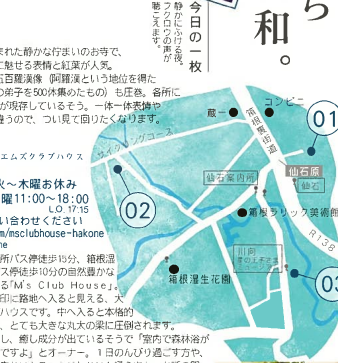 ち
和。
今日の一枚
静かにふける夜。
フクロウの声が
聴こえます。
まれた静かな佇まいのお寺で、
に魅せる表情と紅葉が人気。
五百羅漢像（阿羅漢という地位を得た
の弟子を500体集めたもの）も圧巻。各所に
が現存しているそう。一体一体表情や
違うので、つい見て回りたくなります。
エムズクラブハウス
火～木曜お休み
曜11:00～18:00
L.O.17:15
い合わせください
m/msclubhouse-hakone
ne
所バス停徒歩15分、箱根湿
ス停徒歩10分の自然豊かな
る「M's Club House」。
印に路地へ入ると見える、大
ハウスです。中へ入ると本格的
、とても大きな丸太の梁に圧倒されます。
し、癒し成分が出ているそうで「室内で森林浴が
ですよ」とオーナー。1日のんびり過ごす方や、
コンビニ
蔵一
箱根裏街道
01
サイクリングコース
仙石原
仙石案内所
仙石
02
箱根ラリック美術館
R138
川向
箱根湿生花園
03